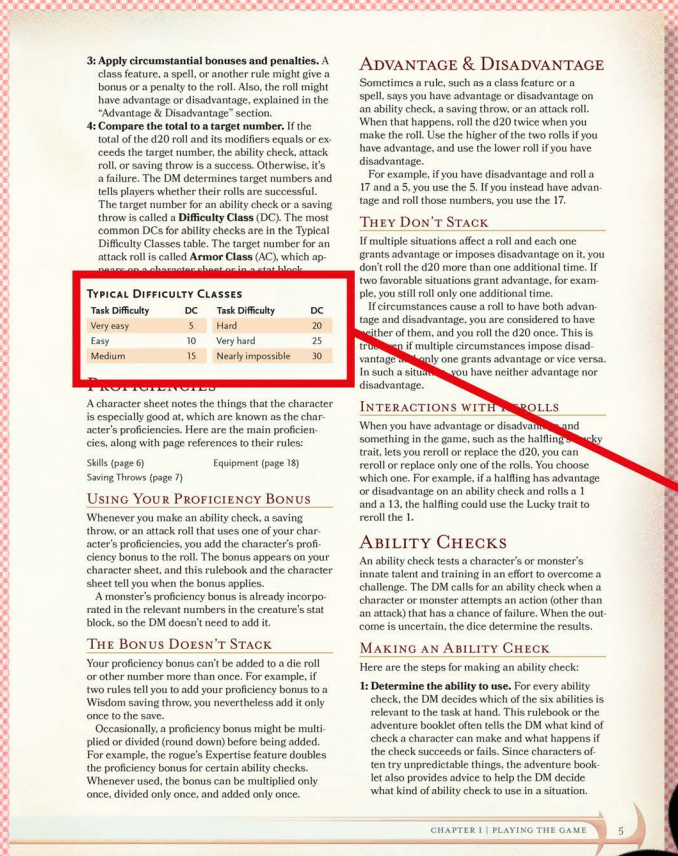 3: Apply circumstantial bonuses and penalties. A
class feature, a spell, or another rule might give a
bonus or a penalty to the roll. Also, the roll might
have advantage or disadvantage, explained in the
“Advantage & Disadvantage” section.
4: Compare the total to a target number. If the
total of the d20 roll and its modifiers equals or ex-
ceeds the target number, the ability check, attack
roll, or saving throw is a success. Otherwise, it’s
a failure. The DM determines target numbers and
tells players whether their rolls are successful.
The target number for an ability check or a saving
throw is called a Difficulty Class (DC). The most
common DCs for ability checks are in the Typical
Difficulty Classes table. The target number for an
attack roll is called Armor Class (AC), which ap-
pears on a character sheet or in a stat block.
Typical Difficulty Classes
Task Difficulty DC Task Difficulty DC
Very easy 5 Hard 20
Easy 10 Very hard 25
Medium 15 Nearly impossible 30
Proficiencies
A character sheet notes the things that the character
is especially good at, which are known as the char-
acter’s proficiencies. Here are the main proficien-
cies, along with page references to their rules:
Skills (page 6) Equipment (page 18)
Saving Throws (page 7)
Using Your Proficiency Bonus
Whenever you make an ability check, a saving
throw, or an attack roll that uses one of your char-
acter’s proficiencies, you add the character’s profi-
ciency bonus to the roll. The bonus appears on your
character sheet, and this rulebook and the character
sheet tell you when the bonus applies.
A monster’s proficiency bonus is already incorpo-
rated in the relevant numbers in the creature’s stat
block, so the DM doesn’t need to add it.
The Bonus Doesn’t Stack
Your proficiency bonus can’t be added to a die roll
or other number more than once. For example, if
two rules tell you to add your proficiency bonus to a
Wisdom saving throw, you nevertheless add it only
once to the save.
Occasionally, a proficiency bonus might be multi-
plied or divided (round down) before being added.
For example, the rogue’s Expertise feature doubles
the proficiency bonus for certain ability checks.
Whenever used, the bonus can be multiplied only
once, divided only once, and added only once.
Advantage & Disadvantage
Sometimes a rule, such as a class feature or a
spell, says you have advantage or disadvantage on
an ability check, a saving throw, or an attack roll.
When that happens, roll the d20 twice when you
make the roll. Use the higher of the two rolls if you
have advantage, and use the lower roll if you have
disadvantage.
For example, if you have disadvantage and roll a
17 and a 5, you use the 5. If you instead have advan-
tage and roll those numbers, you use the 17.
They Don’t Stack
If multiple situations affect a roll and each one
grants advantage or imposes disadvantage on it, you
don’t roll the d20 more than one additional time. If
two favorable situations grant advantage, for exam-
ple, you still roll only one additional time.
If circumstances cause a roll to have both advan-
tage and disadvantage, you are considered to have
neither of them, and you roll the d20 once. This is
if multiple circumstances impose disad-
vantage only one grants advantage or vice versa.
In such a you have neither advantage nor
disadvantage.
Interactions with Rerolls
When you have advantage or disadvantage and
something in the game, such as the halfling’s Lucky
trait, lets you reroll or replace the d20, you can
reroll or replace only one of the rolls. You choose
which one. For example, if a halfling has advantage
or disadvantage on an ability check and rolls a 1
and a 13, the halfling could use the Lucky trait to
reroll the 1.
Ability Checks
An ability check tests a character’s or monster’s
innate talent and training in an effort to overcome a
challenge. The DM calls for an ability check when a
character or monster attempts an action (other than
an attack) that has a chance of failure. When the out-
come is uncertain, the dice determine the results.
Making an Ability Check
Here are the steps for making an ability check:
1: Determine the ability to use. For every ability
check, the DM decides which of the six abilities is
relevant to the task at hand. This rulebook or the
adventure booklet often tells the DM what kind of
check a character can make and what happens if
the check succeeds or fails. Since characters of-
ten try unpredictable things, the adventure book-
let also provides advice to help the DM decide
what kind of ability check to use in a situation.
CHAPTER 1 | PLAYING THE GAME 5